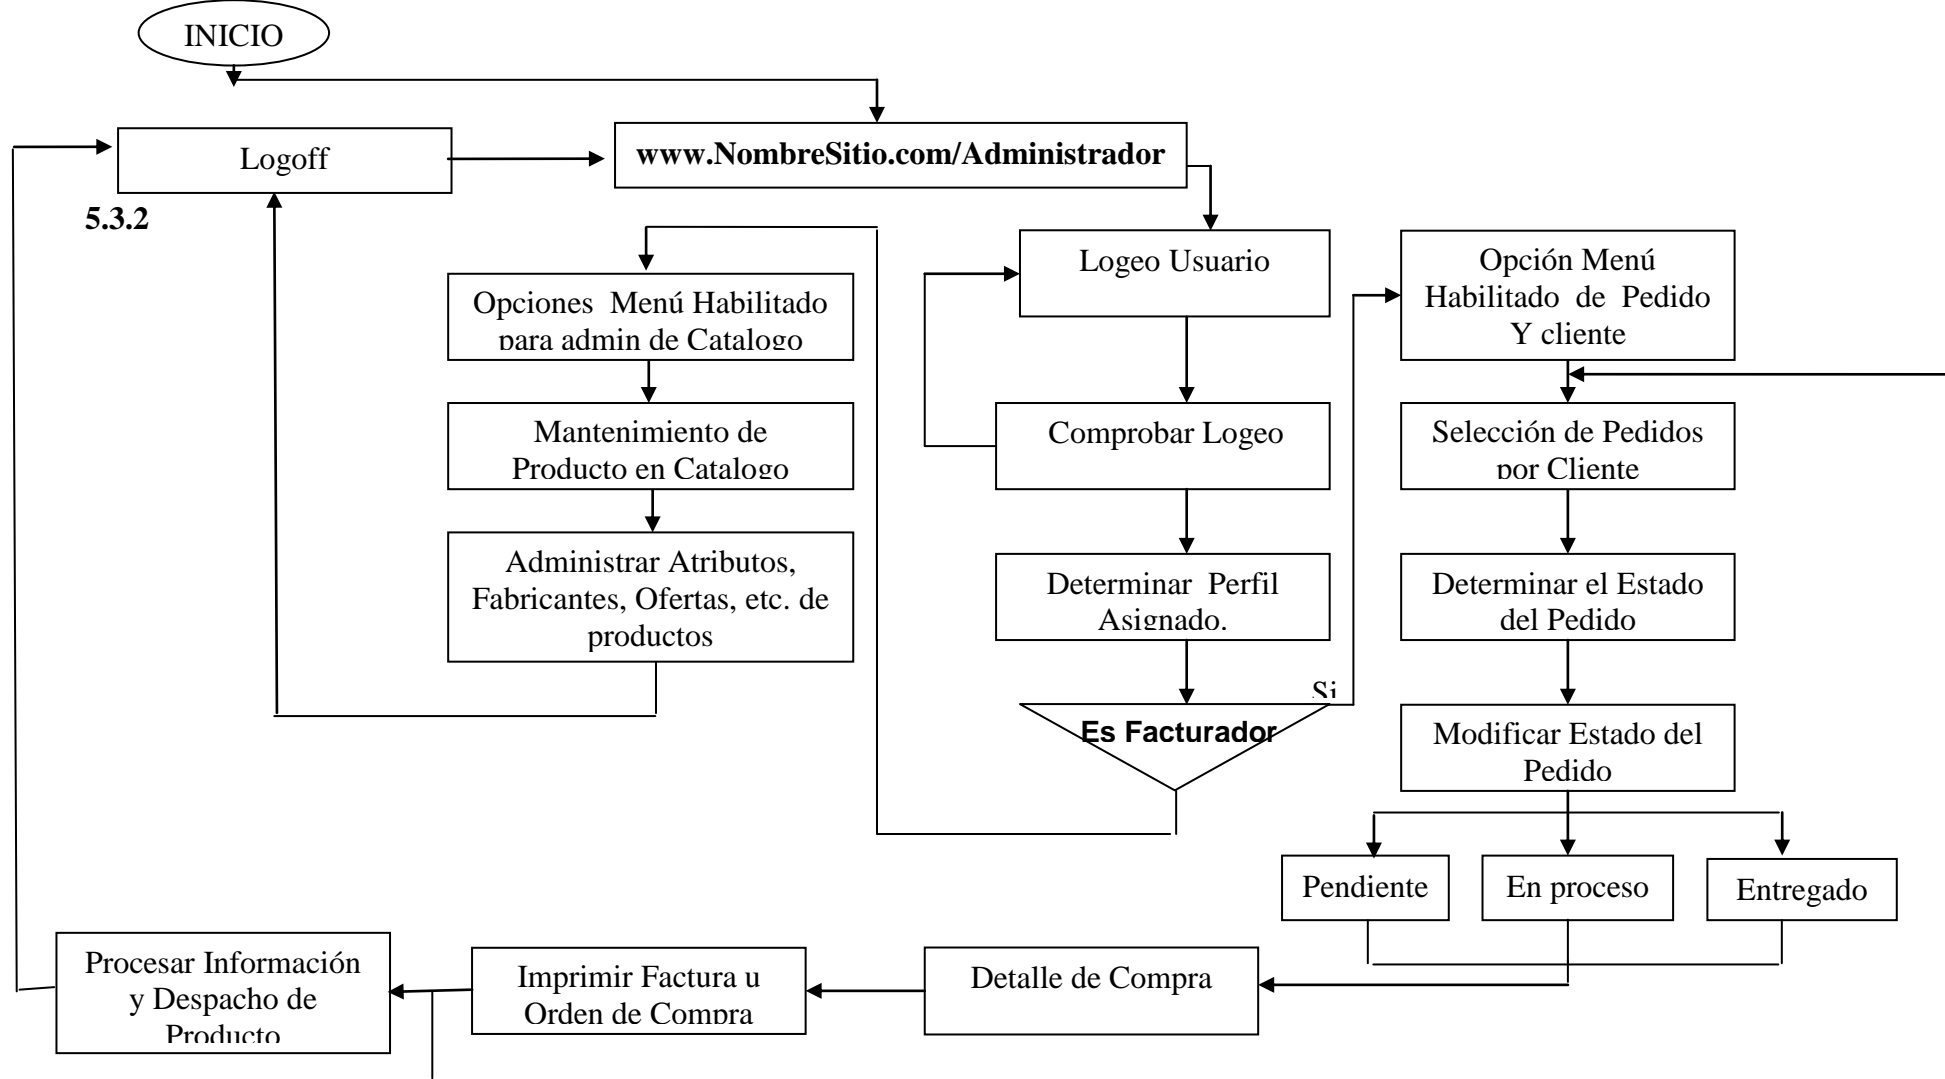 INICIO
Logoff
www.NombreSitio.com/Administrador
5.3.2
Opciones  Menú Habilitado
para admin de Catalogo
Mantenimiento de
Producto en Catalogo
Administrar Atributos,
Fabricantes, Ofertas, etc. de
productos
Logeo Usuario
Comprobar Logeo
Determinar  Perfil
Asignado.
Si
Es Facturador
Opción Menú
Habilitado  de  Pedido
Y cliente
Selección de Pedidos
por Cliente
Determinar el Estado
del Pedido
Modificar Estado del
Pedido
Pendiente
En proceso
Entregado
Detalle de Compra
Imprimir Factura u
Orden de Compra
Procesar Información
y Despacho de
Producto